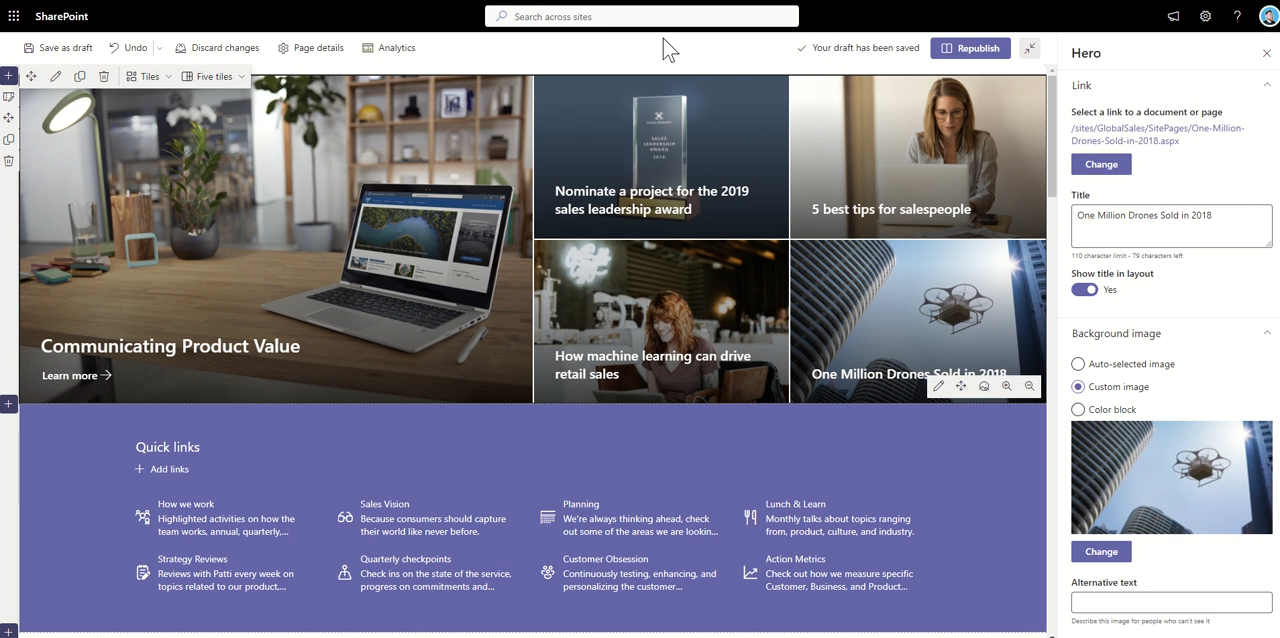 SharePoint
Search across sites
Save as draft
Undo
Discard changes
Page details
Analytics
Your draft has been saved
Republish
Tiles
Five tiles
Communicating Product Value
Learn more
SALES
LEADERSHIP
AWARD
2019
Nominate a project for the 2019
sales leadership award
5 best tips for salespeople
How machine learning can drive
retail sales
One Million Drones Sold in 2018
Quick links
Add links
How we work
Highlighted activities on how the
team works, annual, quarterly,...
Sales Vision
Because consumers should capture
their world like never before.
Planning
We're always thinking ahead, check
out some of the areas we are lookin...
Lunch & Learn
Monthly talks about topics ranging
from, product, culture, and industry.
Strategy Reviews
Reviews with Patti every week on
topics related to our product,...
Quarterly checkpoints
Check ins on the state of the service,
progress on commitments and...
Customer Obsession
Continuously testing, enhancing, and
personalizing the customer...
Action Metrics
Check out how we measure specific
Customer, Business, and Product...
Hero
Link
Select a link to a document or page
/sites/GlobalSales/SitePages/One-Million-
Drones-Sold-in-2018.aspx
Change
Title
One Million Drones Sold in 2018
110 character limit - 79 characters left
Show title in layout
Yes
Background image
Auto-selected image
Custom image
Color block
Change
Alternative text
Describe this image for people who can't see it